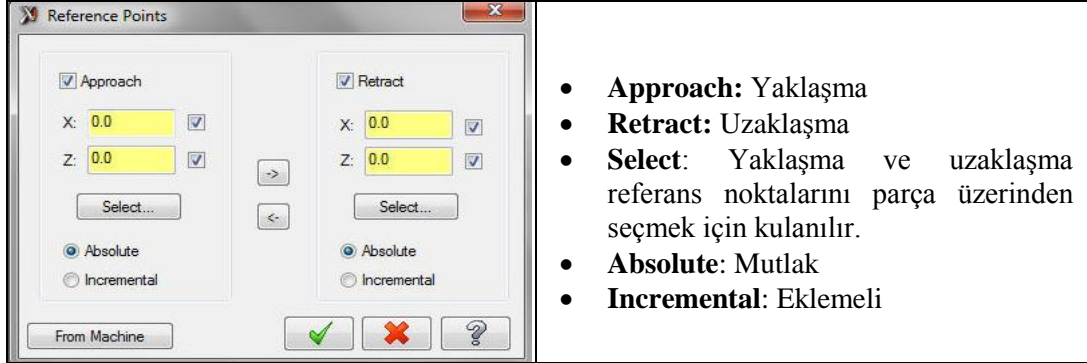 Reference Points
Approach
X: 0.0
Z: 0.0
Select...
Absolute
Incremental
->
<-
Retract
X: 0.0
Z: 0.0
Select...
Absolute
Incremental
From Machine
• Approach: Yaklaşma
• Retract: Uzaklaşma
• Select: Yaklaşma ve uzaklaşma
referans noktalarını parça üzerinden
seçmek için kulanılır.
• Absolute: Mutlak
• Incremental: Eklemeli